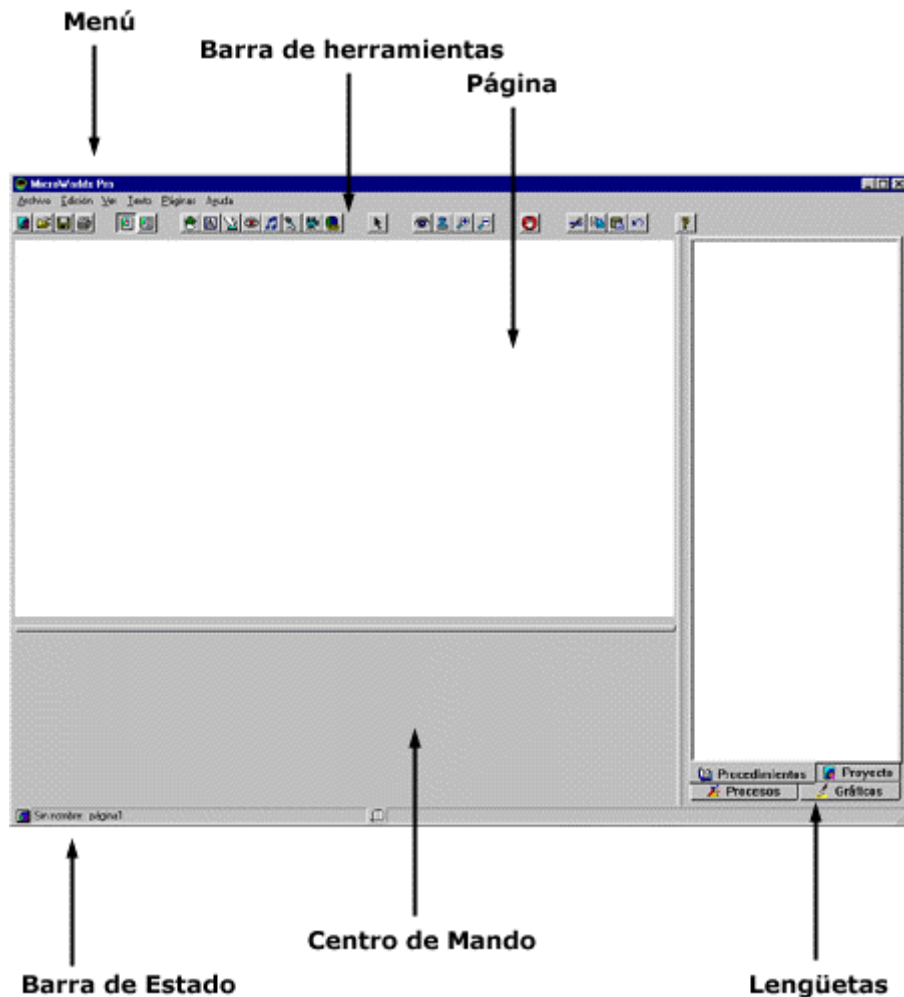 Menú
Barra de herramientas
Página
MicroWorlds Pro
Archivo Edición Ver Texto Páginas Ayuda
Procedimientos Proyecto
Procesos Gráficos
Sin nombre: página1
Centro de Mando
Barra de Estado
Lengüetas